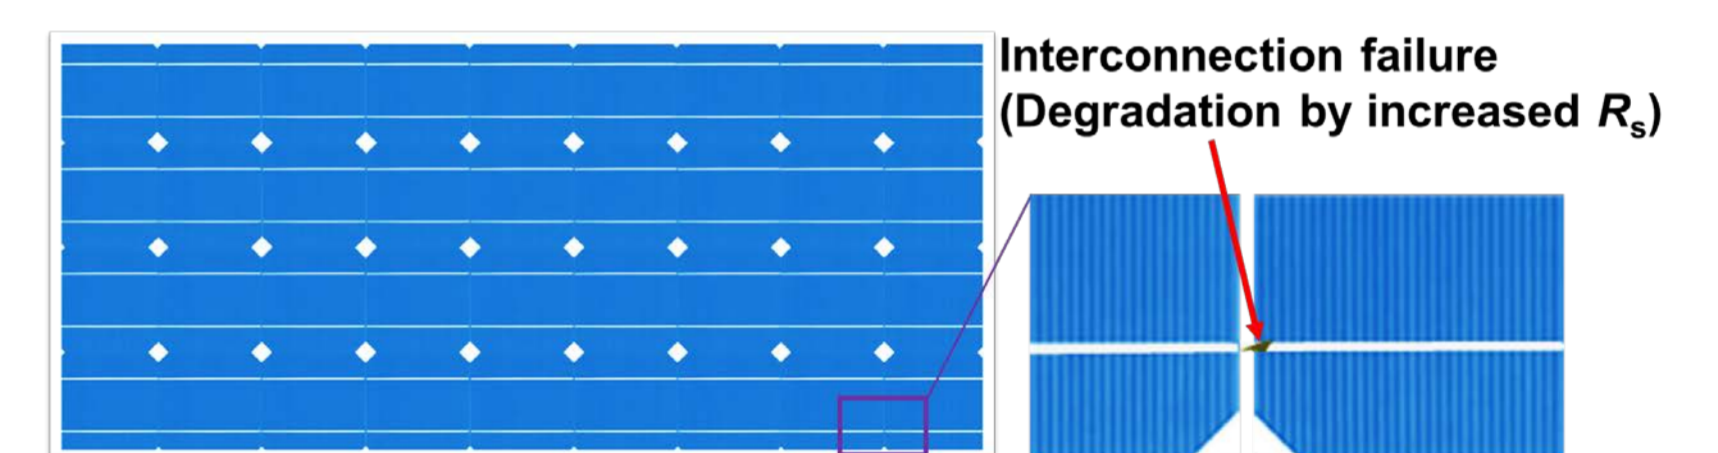 Interconnection failure
(Degradation by increased Rs)